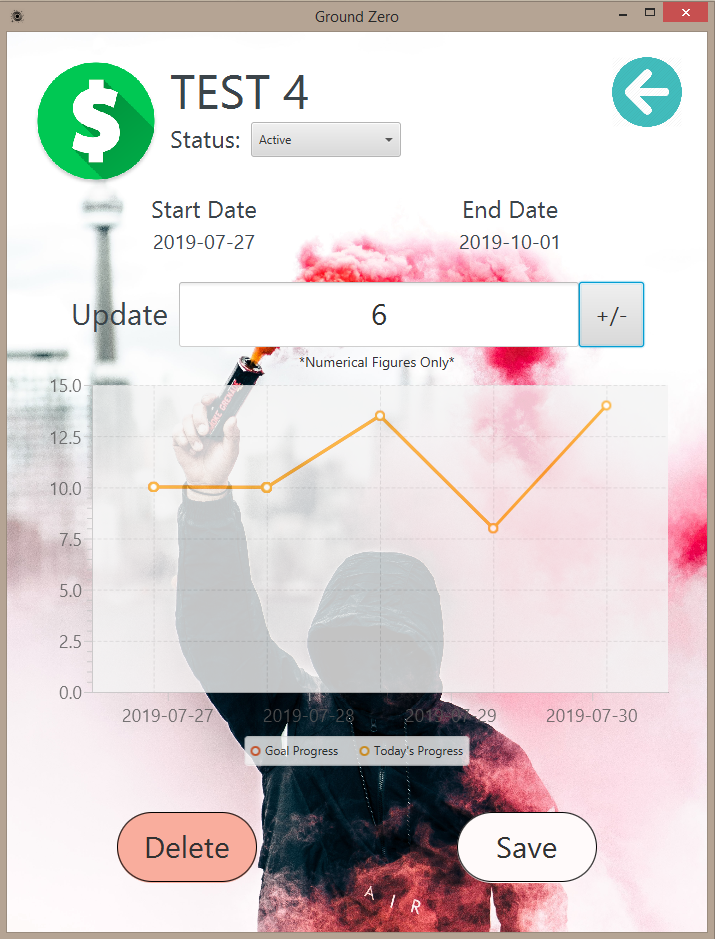 Ground Zero
$
TEST 4
Status: Active
Start Date End Date
2019-07-27 2019-10-01
Update 6 +/-
*Numerical Figures Only*
15.0
12.5
10.0
7.5
5.0
2.5
0.0
2019-07-27 2019-07-28 2019-07-29 2019-07-30
Goal Progress Today's Progress
Delete Save
AIR